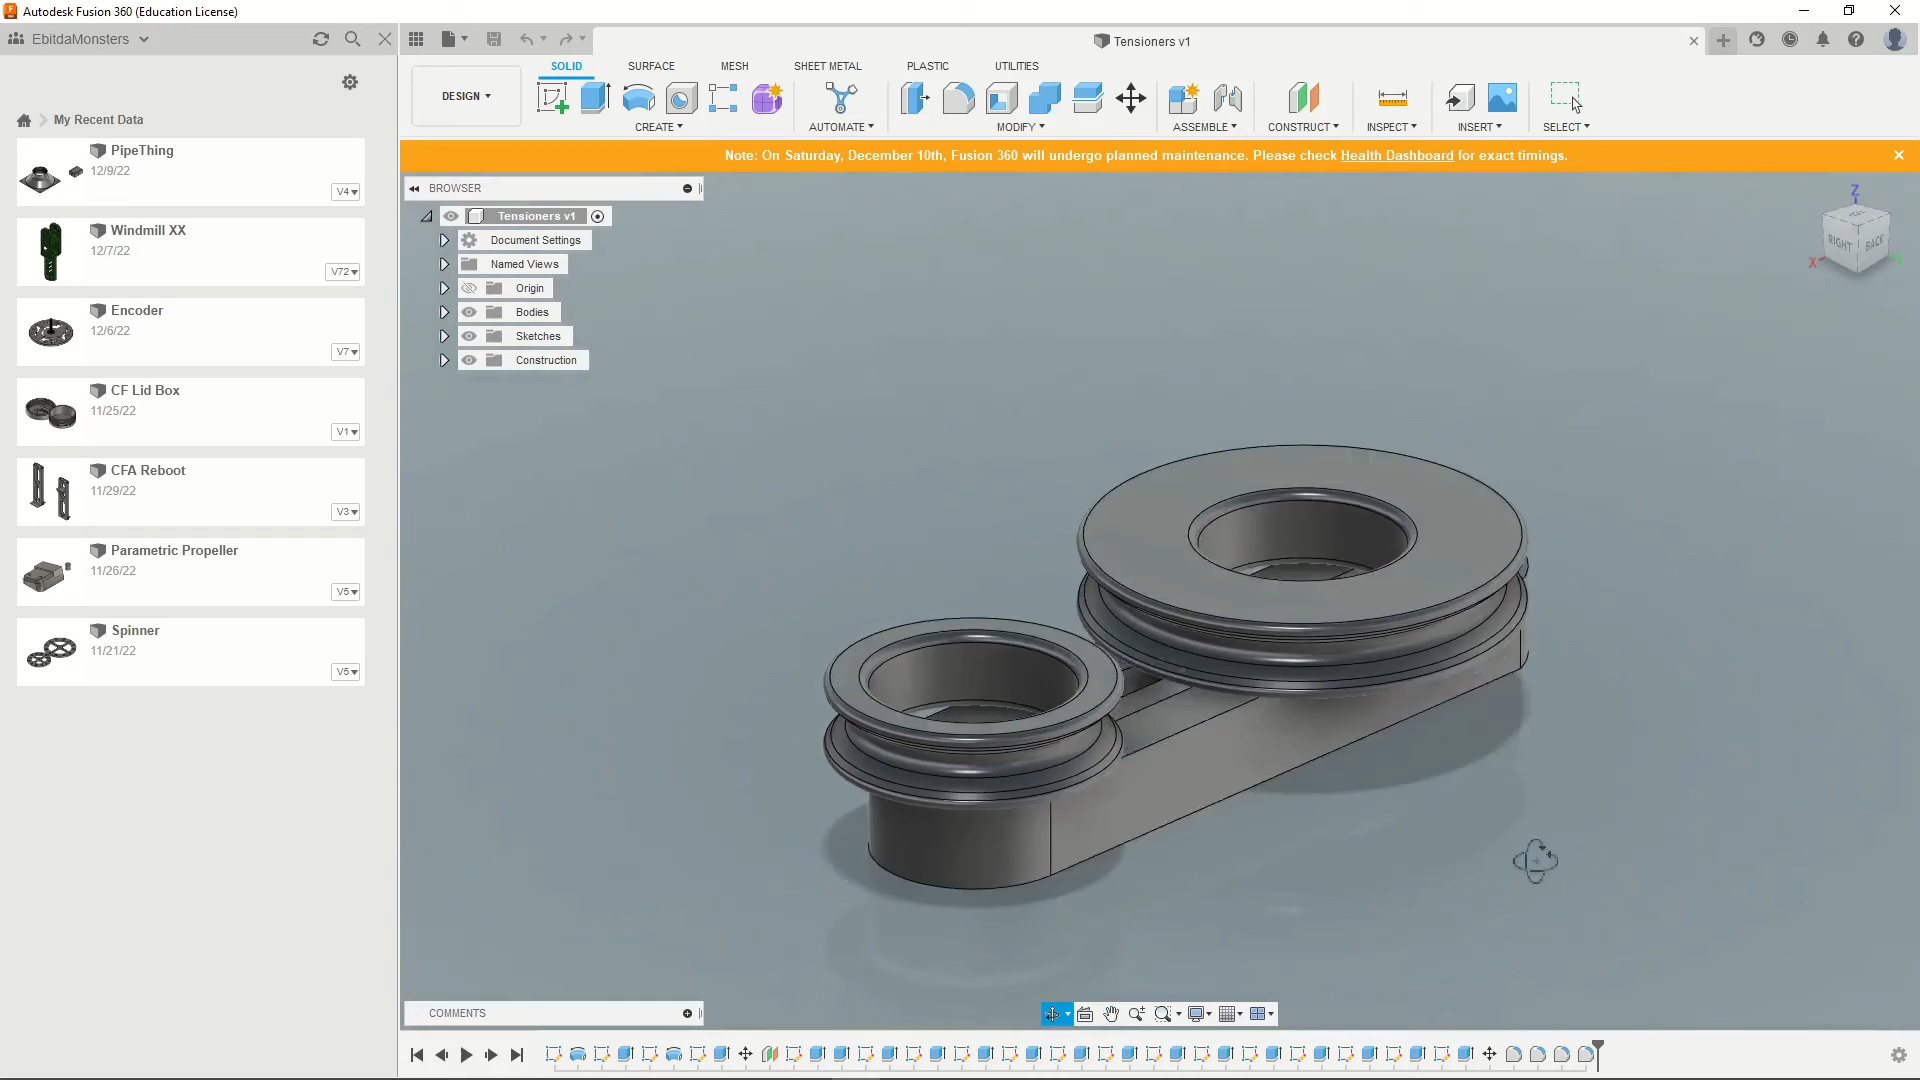 Autodesk Fusion 360 (Education License)
EbitdaMonsters
Tensioners v1
SOLID
SURFACE
MESH
SHEET METAL
PLASTIC
UTILITIES
DESIGN
CREATE
AUTOMATE
MODIFY
ASSEMBLE
CONSTRUCT
INSPECT
INSERT
SELECT
Note: On Saturday, December 10th, Fusion 360 will undergo planned maintenance. Please check Health Dashboard for exact timings.
My Recent Data
PipeThing
12/9/22
V4
Windmill XX
12/7/22
V72
Encoder
12/6/22
V7
CF Lid Box
11/25/22
V1
CFA Reboot
11/29/22
V3
Parametric Propeller
11/26/22
V5
Spinner
11/21/22
V5
BROWSER
Tensioners v1
Document Settings
Named Views
Origin
Bodies
Sketches
Construction
Z
RIGHT
BACK
X
COMMENTS